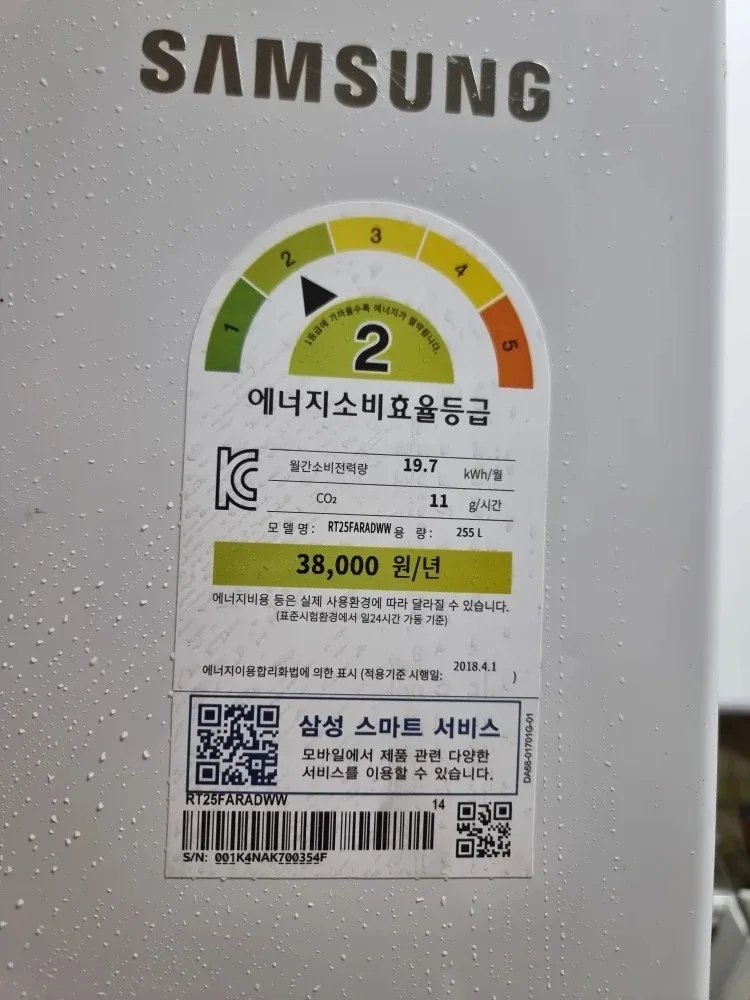 SAMSUNG
1 2 3 4 5
1등급에 가까울수록 에너지가 절약됩니다.
2
에너지소비효율등급
월간소비전력량 19.7 kWh/월
CO₂ 11 g/시간
모 델 명 : RT25FARADWW 용 량 : 255 L
38,000 원/년
에너지비용 등은 실제 사용환경에 따라 달라질 수 있습니다.
(표준시험환경에서 일24시간 가동 기준)
에너지이용합리화법에 의한 표시 (적용기준 시행일: 2018.4.1 )
삼성 스마트 서비스
모바일에서 제품 관련 다양한
서비스를 이용할 수 있습니다.
DA68-01701G-01
RT25FARADWW 14
S/N: 001K4NAK700354F